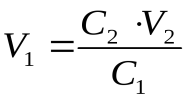 V₁ = C₂ · V₂ / C₁